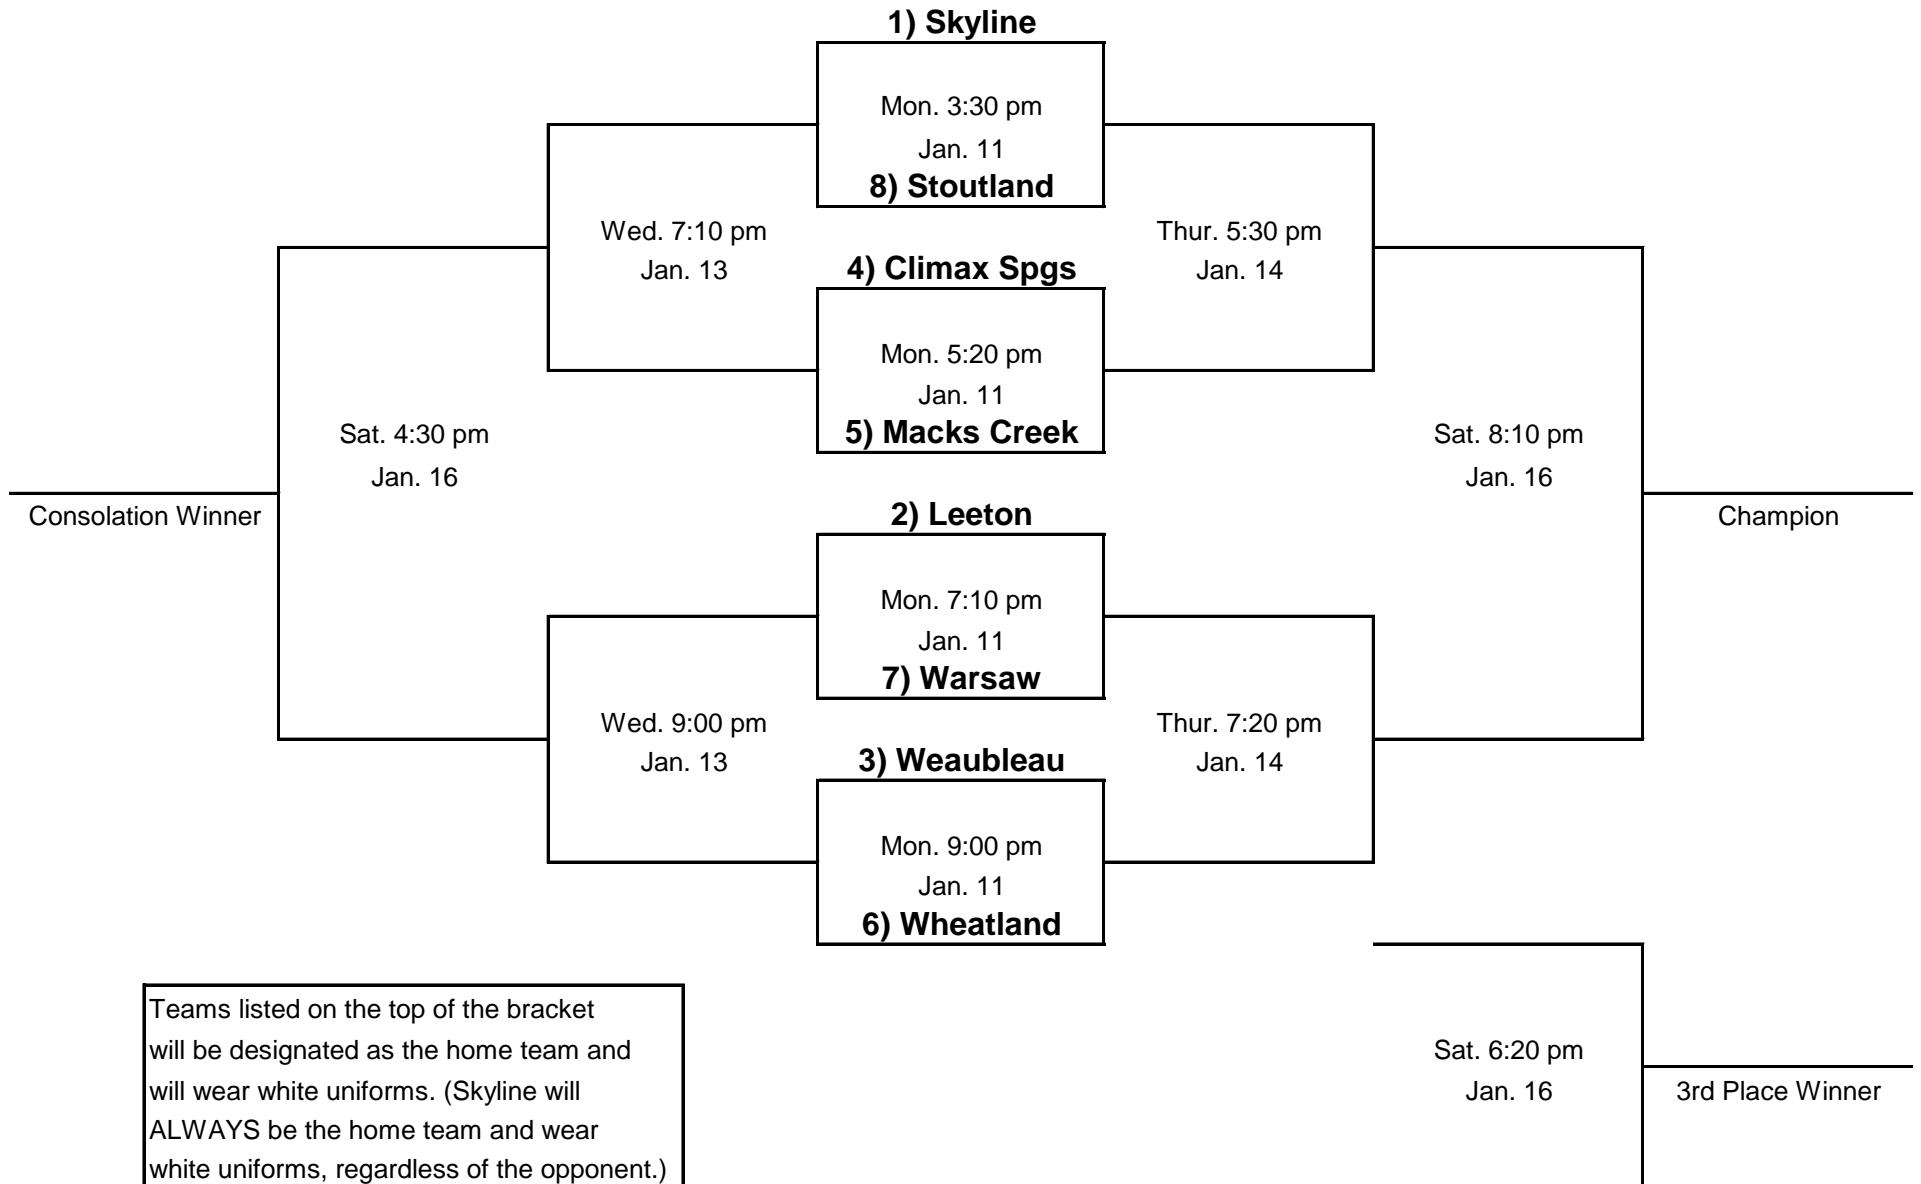 1) Skyline
Mon. 3:30 pm
Jan. 11
8) Stoutland
Wed. 7:10 pm
Jan. 13
Thur. 5:30 pm
Jan. 14
4) Climax Spgs
Mon. 5:20 pm
Jan. 11
5) Macks Creek
Sat. 4:30 pm
Jan. 16
Sat. 8:10 pm
Jan. 16
Consolation Winner
Champion
2) Leeton
Mon. 7:10 pm
Jan. 11
7) Warsaw
Wed. 9:00 pm
Jan. 13
Thur. 7:20 pm
Jan. 14
3) Weaubleau
Mon. 9:00 pm
Jan. 11
6) Wheatland
Teams listed on the top of the bracket
will be designated as the home team and
will wear white uniforms. (Skyline will
ALWAYS be the home team and wear
white uniforms, regardless of the opponent.)
Sat. 6:20 pm
Jan. 16
3rd Place Winner